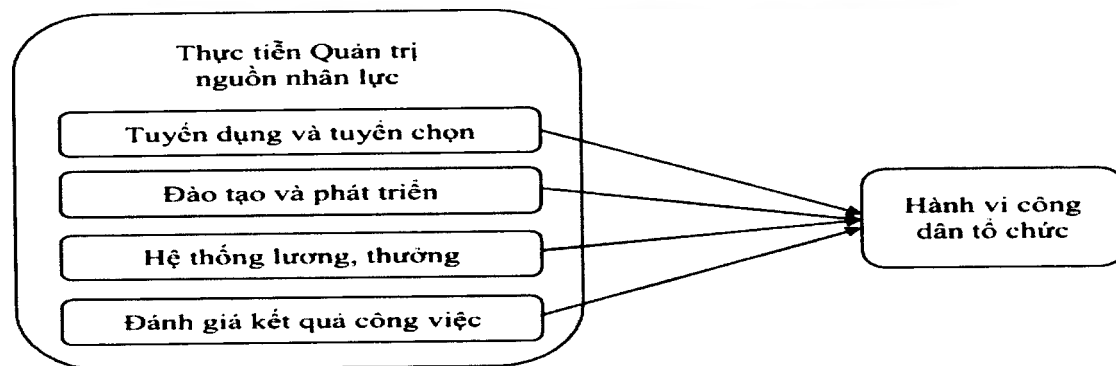 Thực tiễn Quản trị
nguồn nhân lực
Tuyển dụng và tuyển chọn
Đào tạo và phát triển
Hệ thống lương, thưởng
Đánh giá kết quả công việc
Hành vi công
dân tổ chức